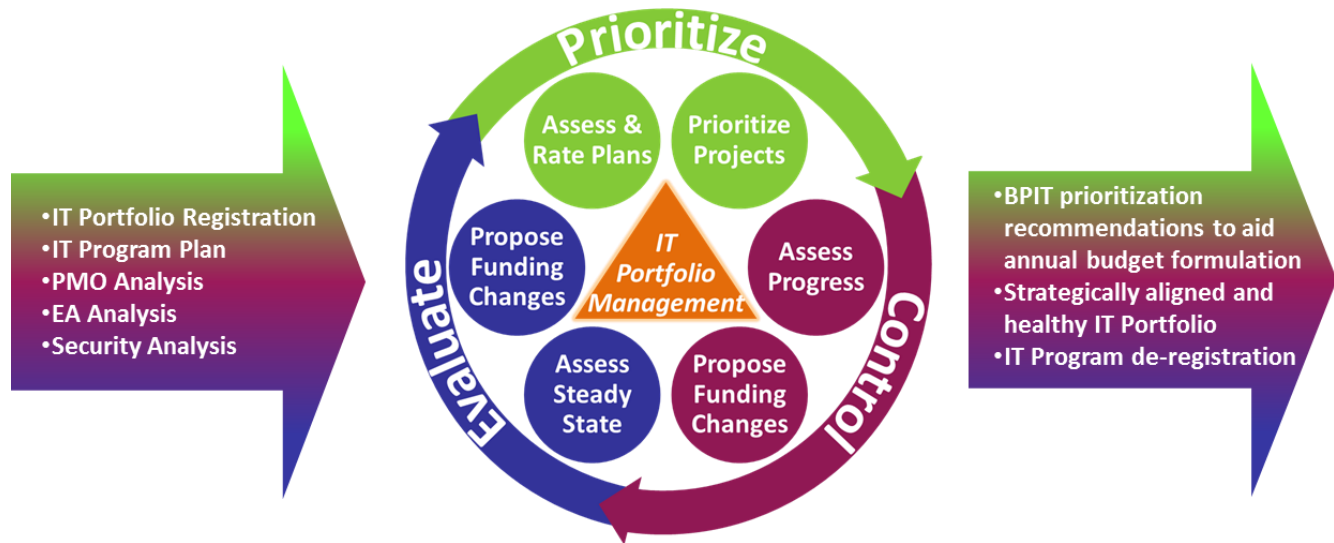 •IT Portfolio Registration
•IT Program Plan
•PMO Analysis
•EA Analysis
•Security Analysis
Prioritize
Assess &
Rate Plans
Prioritize
Projects
Propose
Funding
Changes
IT
Portfolio
Management
Assess
Progress
Assess
Steady
State
Propose
Funding
Changes
Evaluate
Control
•BPIT prioritization
recommendations to aid
annual budget formulation
•Strategically aligned and
healthy IT Portfolio
•IT Program de-registration